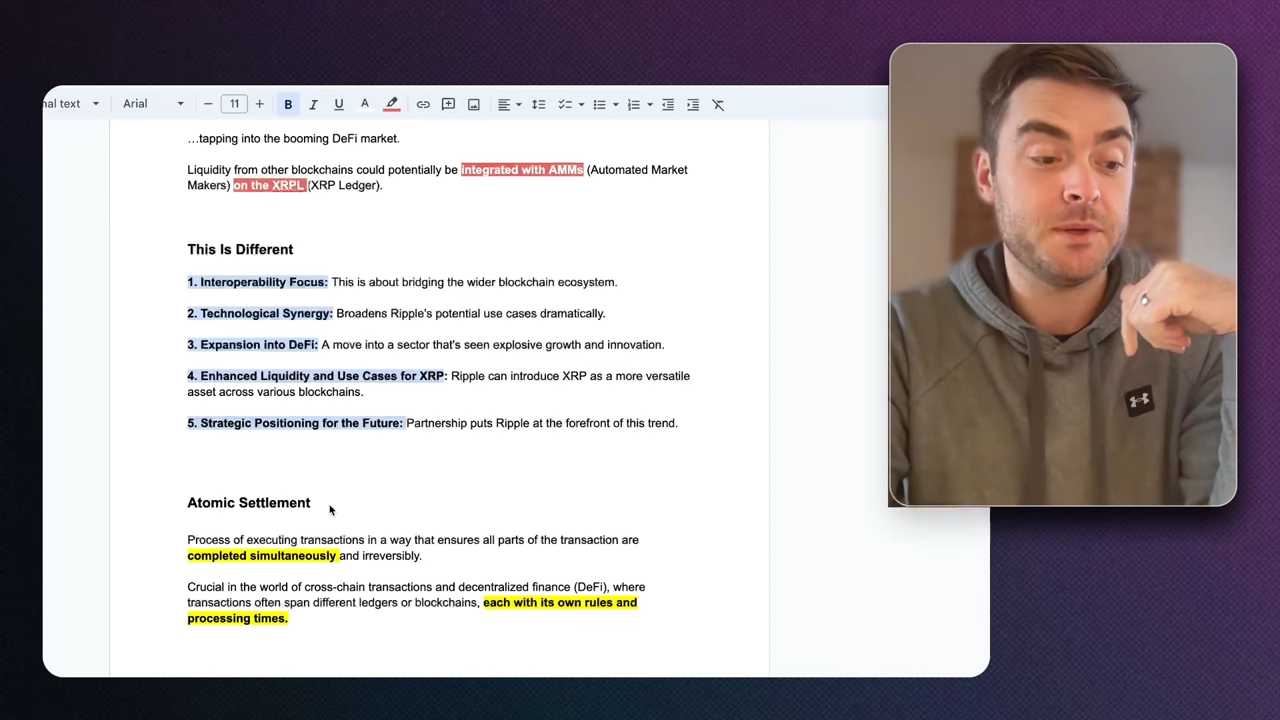 nal text Arial 11 B I U A
…tapping into the booming DeFi market.
Liquidity from other blockchains could potentially be integrated with AMMs (Automated Market
Makers) on the XRPL (XRP Ledger).
This Is Different
1. Interoperability Focus: This is about bridging the wider blockchain ecosystem.
2. Technological Synergy: Broadens Ripple's potential use cases dramatically.
3. Expansion into DeFi: A move into a sector that's seen explosive growth and innovation.
4. Enhanced Liquidity and Use Cases for XRP: Ripple can introduce XRP as a more versatile
asset across various blockchains.
5. Strategic Positioning for the Future: Partnership puts Ripple at the forefront of this trend.
Atomic Settlement
Process of executing transactions in a way that ensures all parts of the transaction are
completed simultaneously and irreversibly.
Crucial in the world of cross-chain transactions and decentralized finance (DeFi), where
transactions often span different ledgers or blockchains, each with its own rules and
processing times.